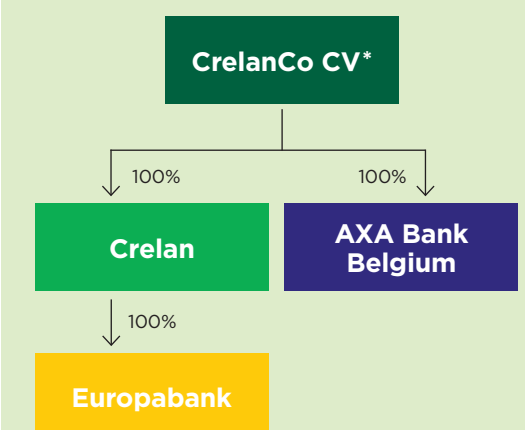 CrelanCo CV*
100%
100%
Crelan
AXA Bank
Belgium
100%
Europabank